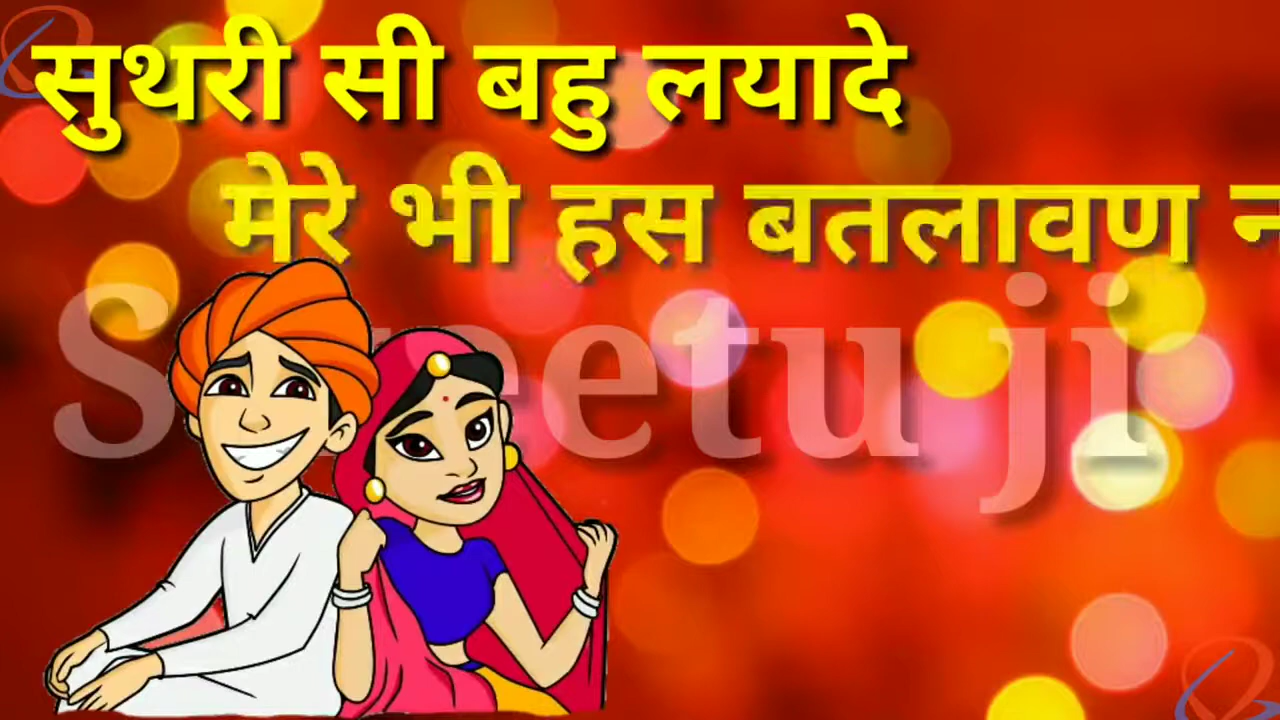 सुथरी सी बहु लयादे
मेरे भी हस बतलावण न